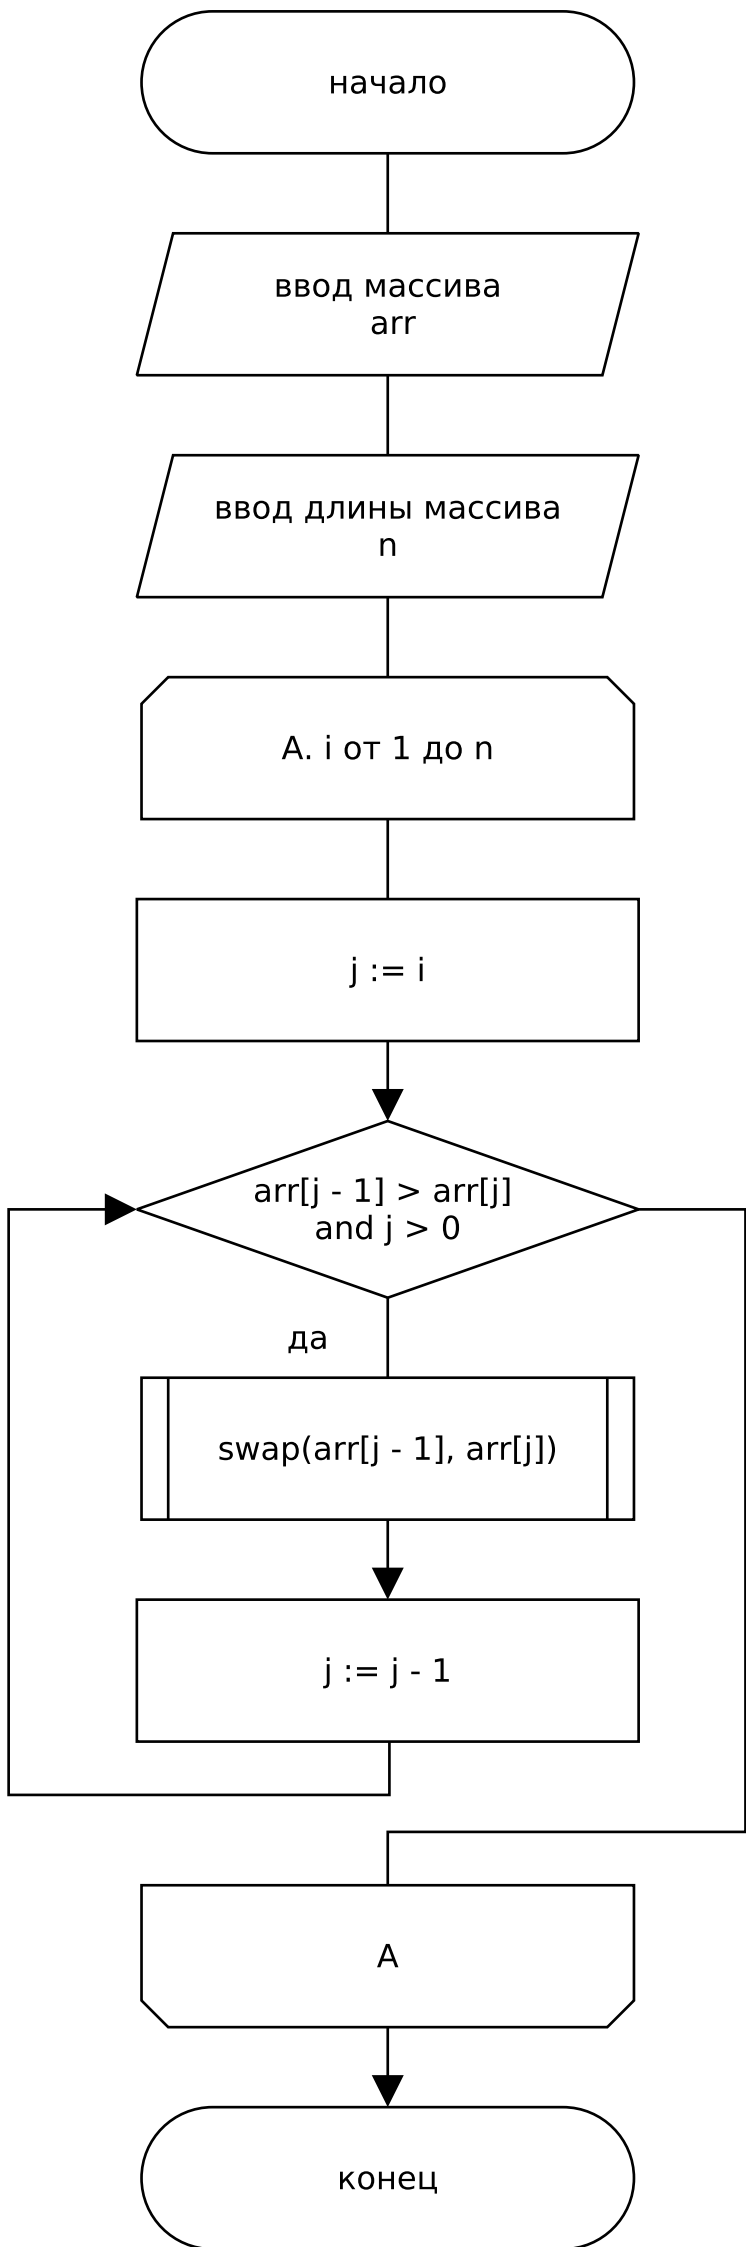 начало
ввод массива
arr
ввод длины массива
n
А. i от 1 до n
j := i
arr[j - 1] > arr[j]
and j > 0
да
swap(arr[j - 1], arr[j])
j := j - 1
А
конец